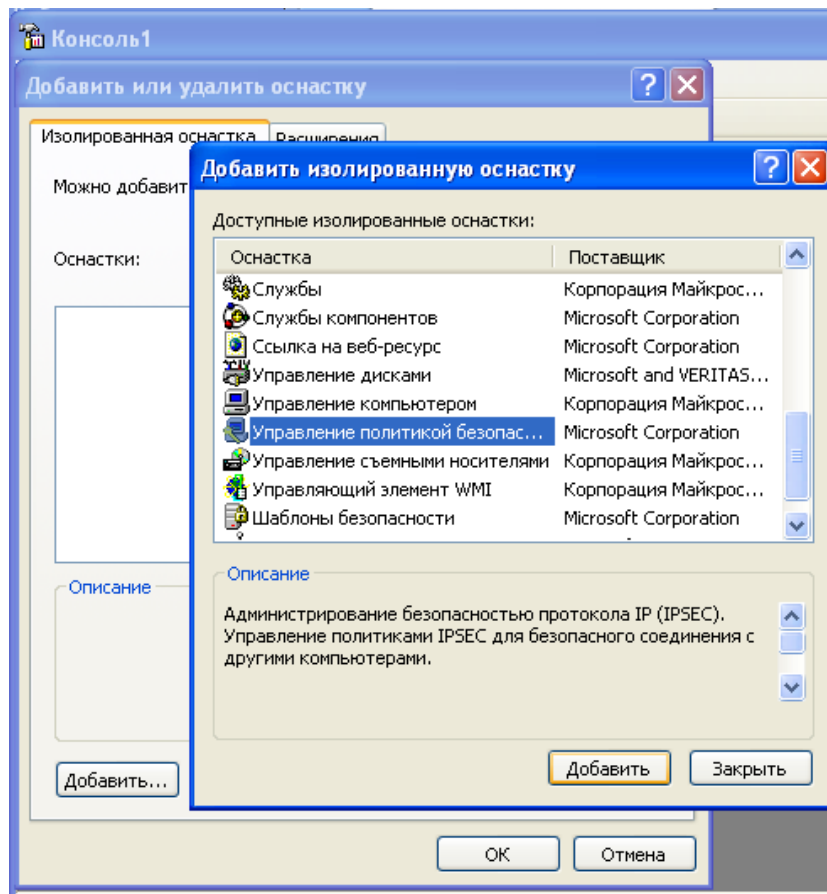 Консоль1
Добавить или удалить оснастку
Изолированная оснастка Расширения
Можно добавит
Оснастки:
Описание
Добавить...
ОК Отмена
Добавить изолированную оснастку
Доступные изолированные оснастки:
Оснастка Поставщик
Службы Корпорация Майкрос...
Службы компонентов Microsoft Corporation
Ссылка на веб-ресурс Microsoft Corporation
Управление дисками Microsoft and VERITAS...
Управление компьютером Корпорация Майкрос...
Управление политикой безопас... Microsoft Corporation
Управление съемными носителями Корпорация Майкрос...
Управляющий элемент WMI Корпорация Майкрос...
Шаблоны безопасности Microsoft Corporation
Описание
Администрирование безопасностью протокола IP (IPSEC).
Управление политиками IPSEC для безопасного соединения с
другими компьютерами.
Добавить Закрыть